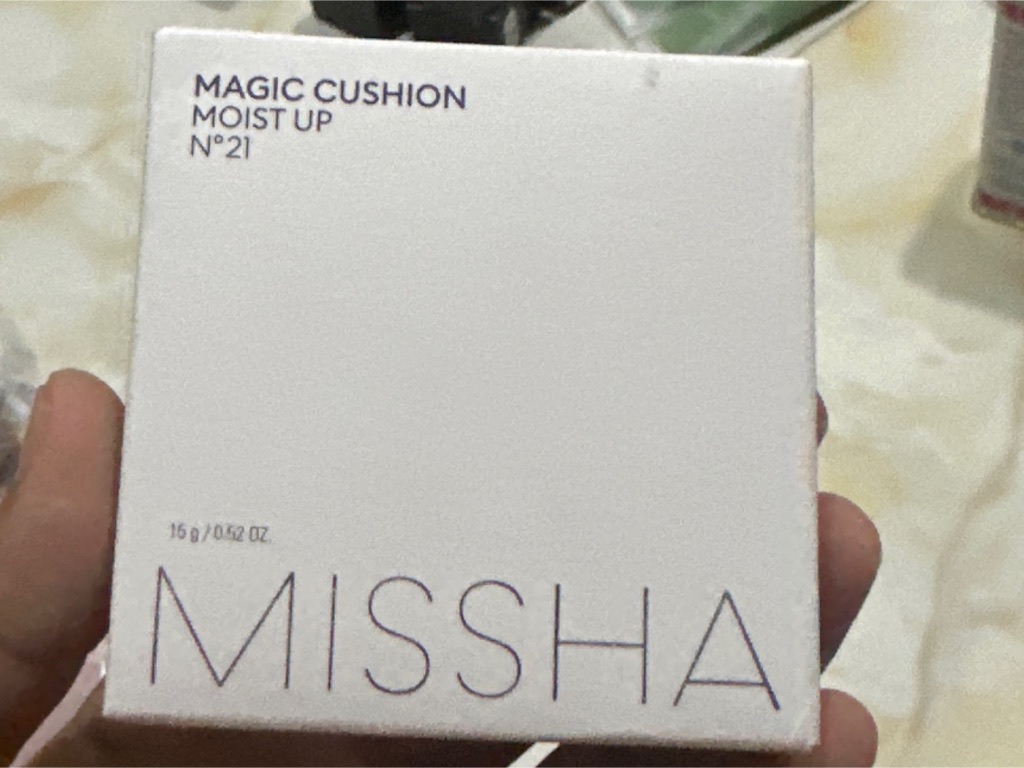 MAGIC CUSHION
MOIST UP
N°21
15 g / 0.52 OZ.
MISSHA